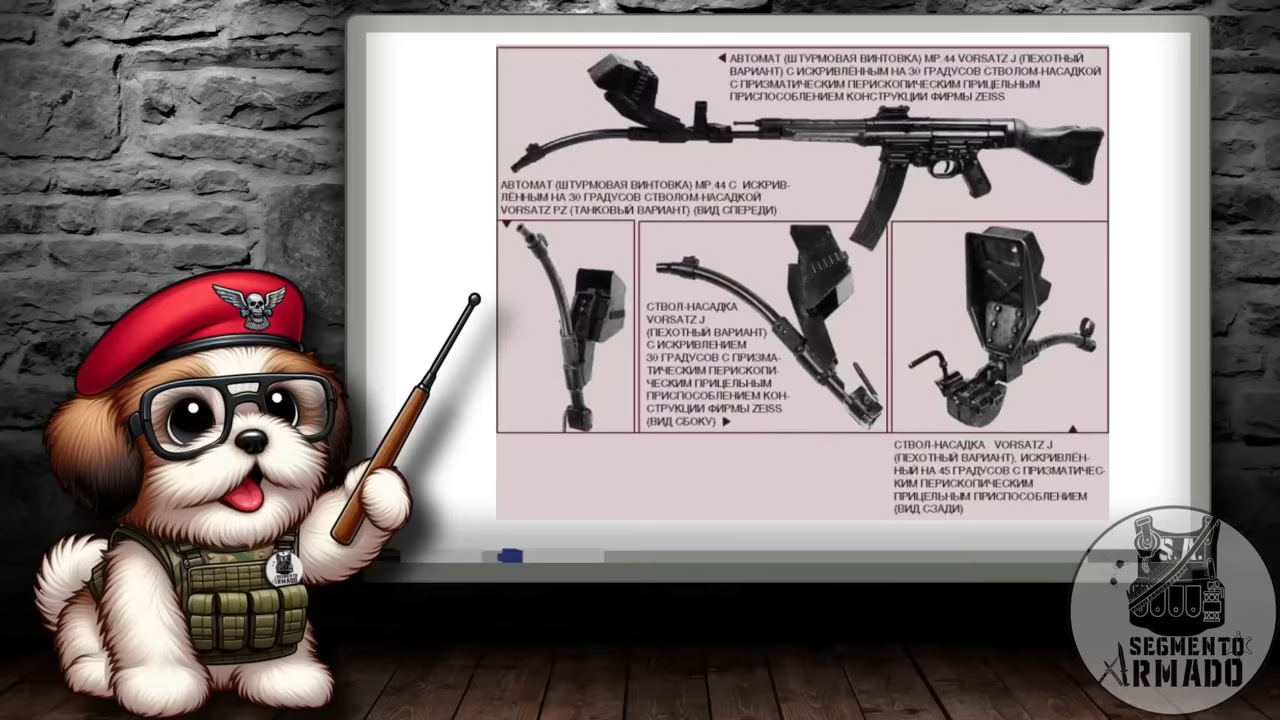 АВТОМАТ (ШТУРМОВАЯ ВИНТОВКА) МР.44 VORSATZ J (ПЕХОТНЫЙ
ВАРИАНТ) С ИСКРИВЛЁННЫМ НА 30 ГРАДУСОВ СТВОЛОМ-НАСАДКОЙ
С ПРИЗМАТИЧЕСКИМ ПЕРИСКОПИЧЕСКИМ ПРИЦЕЛЬНЫМ
ПРИСПОСОБЛЕНИЕМ КОНСТРУКЦИИ ФИРМЫ ZEISS
АВТОМАТ (ШТУРМОВАЯ ВИНТОВКА) МР.44 С ИСКРИВ-
ЛЁННЫМ НА 30 ГРАДУСОВ СТВОЛОМ-НАСАДКОЙ
VORSATZ PZ (ТАНКОВЫЙ ВАРИАНТ) (ВИД СПЕРЕДИ)
СТВОЛ-НАСАДКА
VORSATZ J
(ПЕХОТНЫЙ ВАРИАНТ)
С ИСКРИВЛЕНИЕМ
30 ГРАДУСОВ С ПРИЗМА-
ТИЧЕСКИМ ПЕРИСКОПИ-
ЧЕСКИМ ПРИЦЕЛЬНЫМ
ПРИСПОСОБЛЕНИЕМ КОН-
СТРУКЦИИ ФИРМЫ ZEISS
(ВИД СБОКУ)
СТВОЛ-НАСАДКА VORSATZ J
(ПЕХОТНЫЙ ВАРИАНТ), ИСКРИВЛЁН-
НЫЙ НА 45 ГРАДУСОВ С ПРИЗМАТИЧЕС-
КИМ ПЕРИСКОПИЧЕСКИМ
ПРИЦЕЛЬНЫМ ПРИСПОСОБЛЕНИЕМ
(ВИД СЗАДИ)
S.A.
SEGMENTO
ARMADO
SEGMENTO
ARMADO